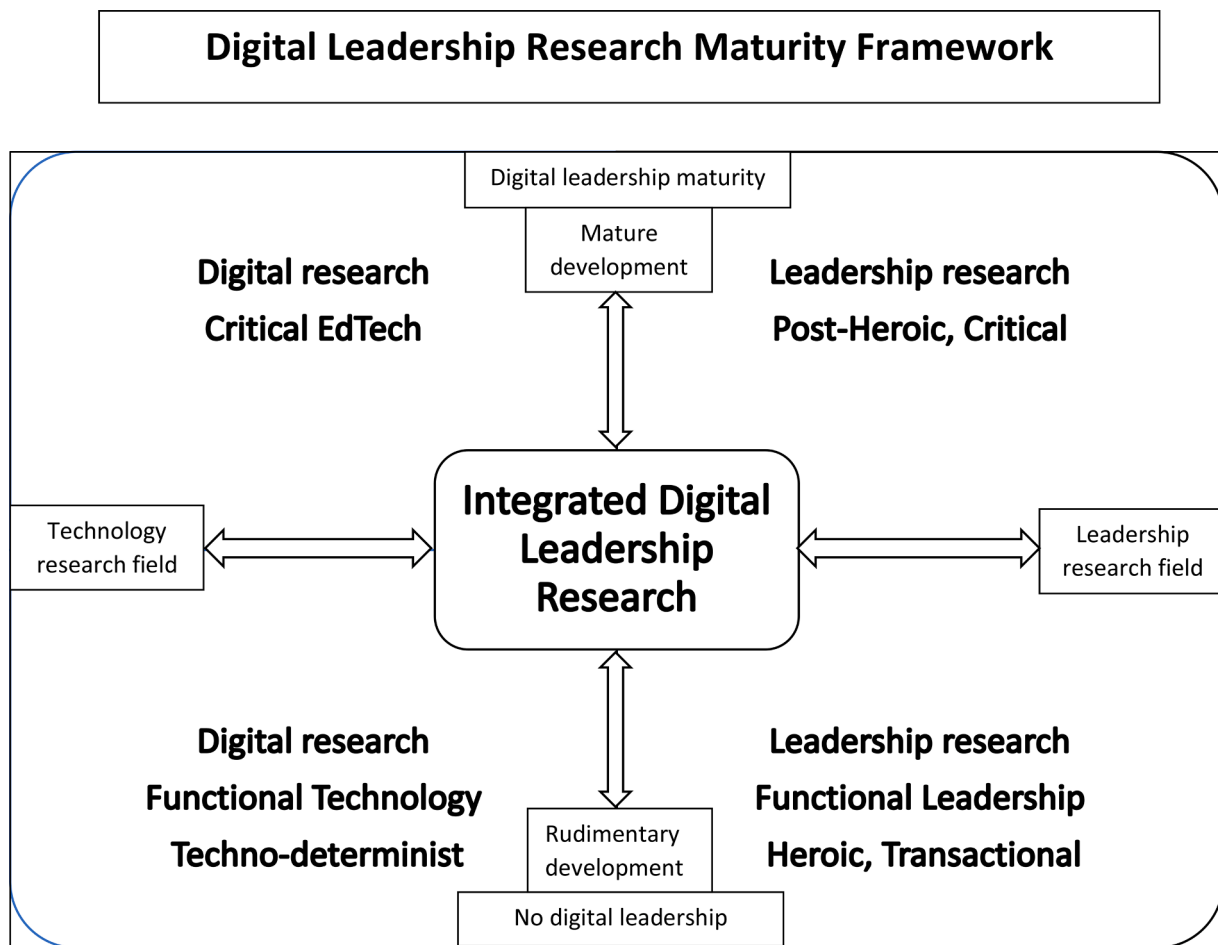 Digital Leadership Research Maturity Framework
Digital leadership maturity
Mature
development
Digital research
Critical EdTech
Leadership research
Post-Heroic, Critical
Technology
research field
Integrated Digital
Leadership
Research
Leadership
research field
Digital research
Functional Technology
Techno-determinist
Leadership research
Functional Leadership
Heroic, Transactional
Rudimentary
development
No digital leadership